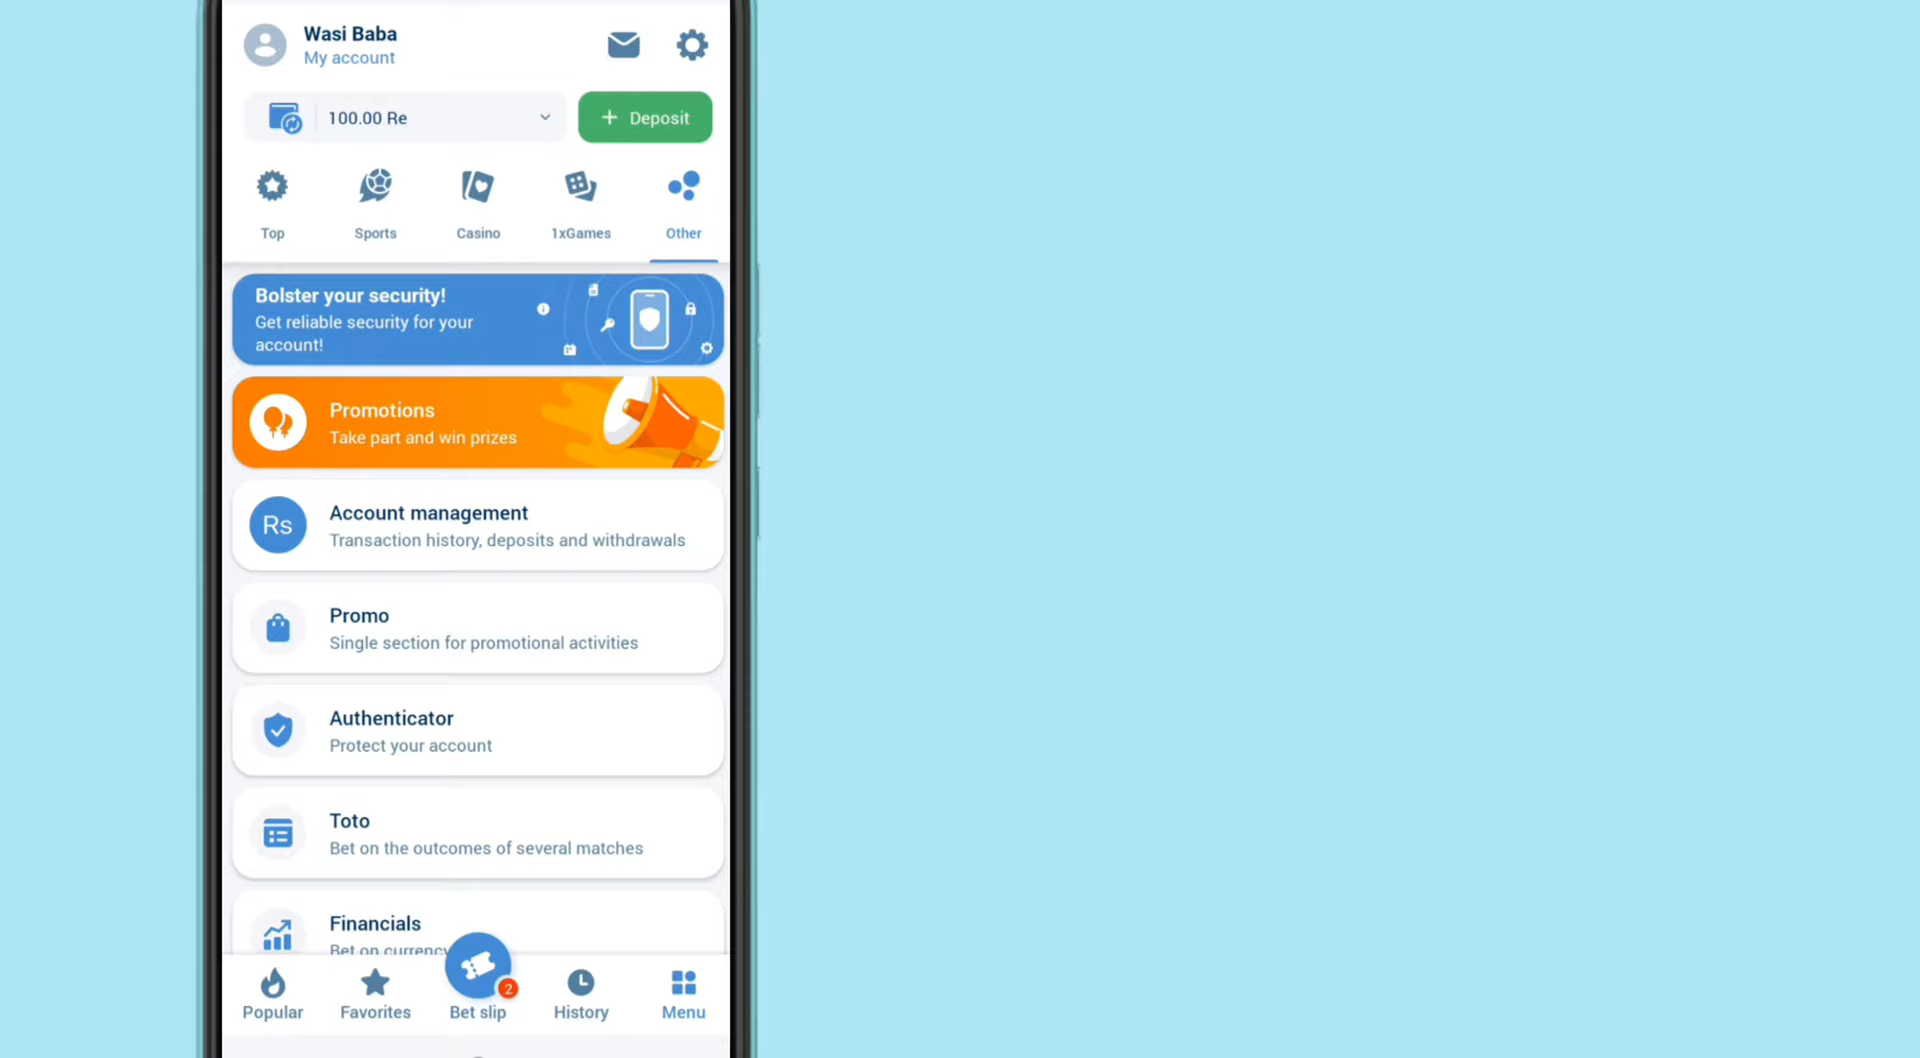 Wasi Baba
My account
100.00 Re
+ Deposit
Top
Sports
Casino
1xGames
Other
Bolster your security!
Get reliable security for your
account!
Promotions
Take part and win prizes
Rs
Account management
Transaction history, deposits and withdrawals
Promo
Single section for promotional activities
Authenticator
Protect your account
Toto
Bet on the outcomes of several matches
Financials
Bet on currency
2
Popular
Favorites
Bet slip
History
Menu